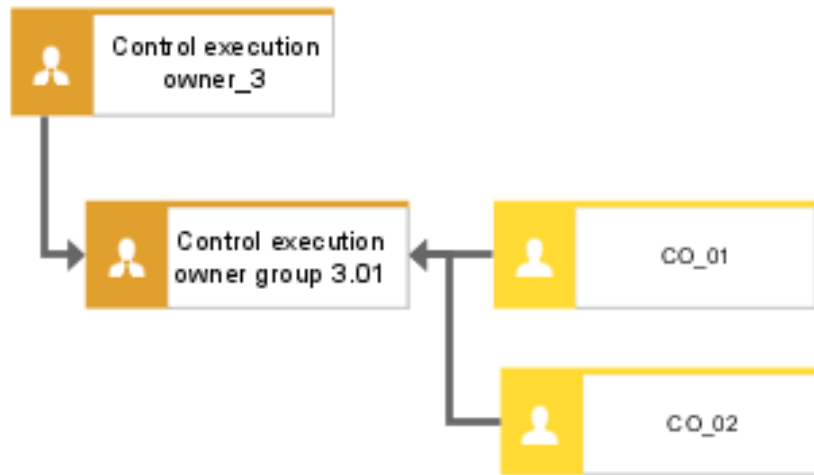 Control execution
owner_3
Control execution
owner group 3.01
CO_01
CO_02